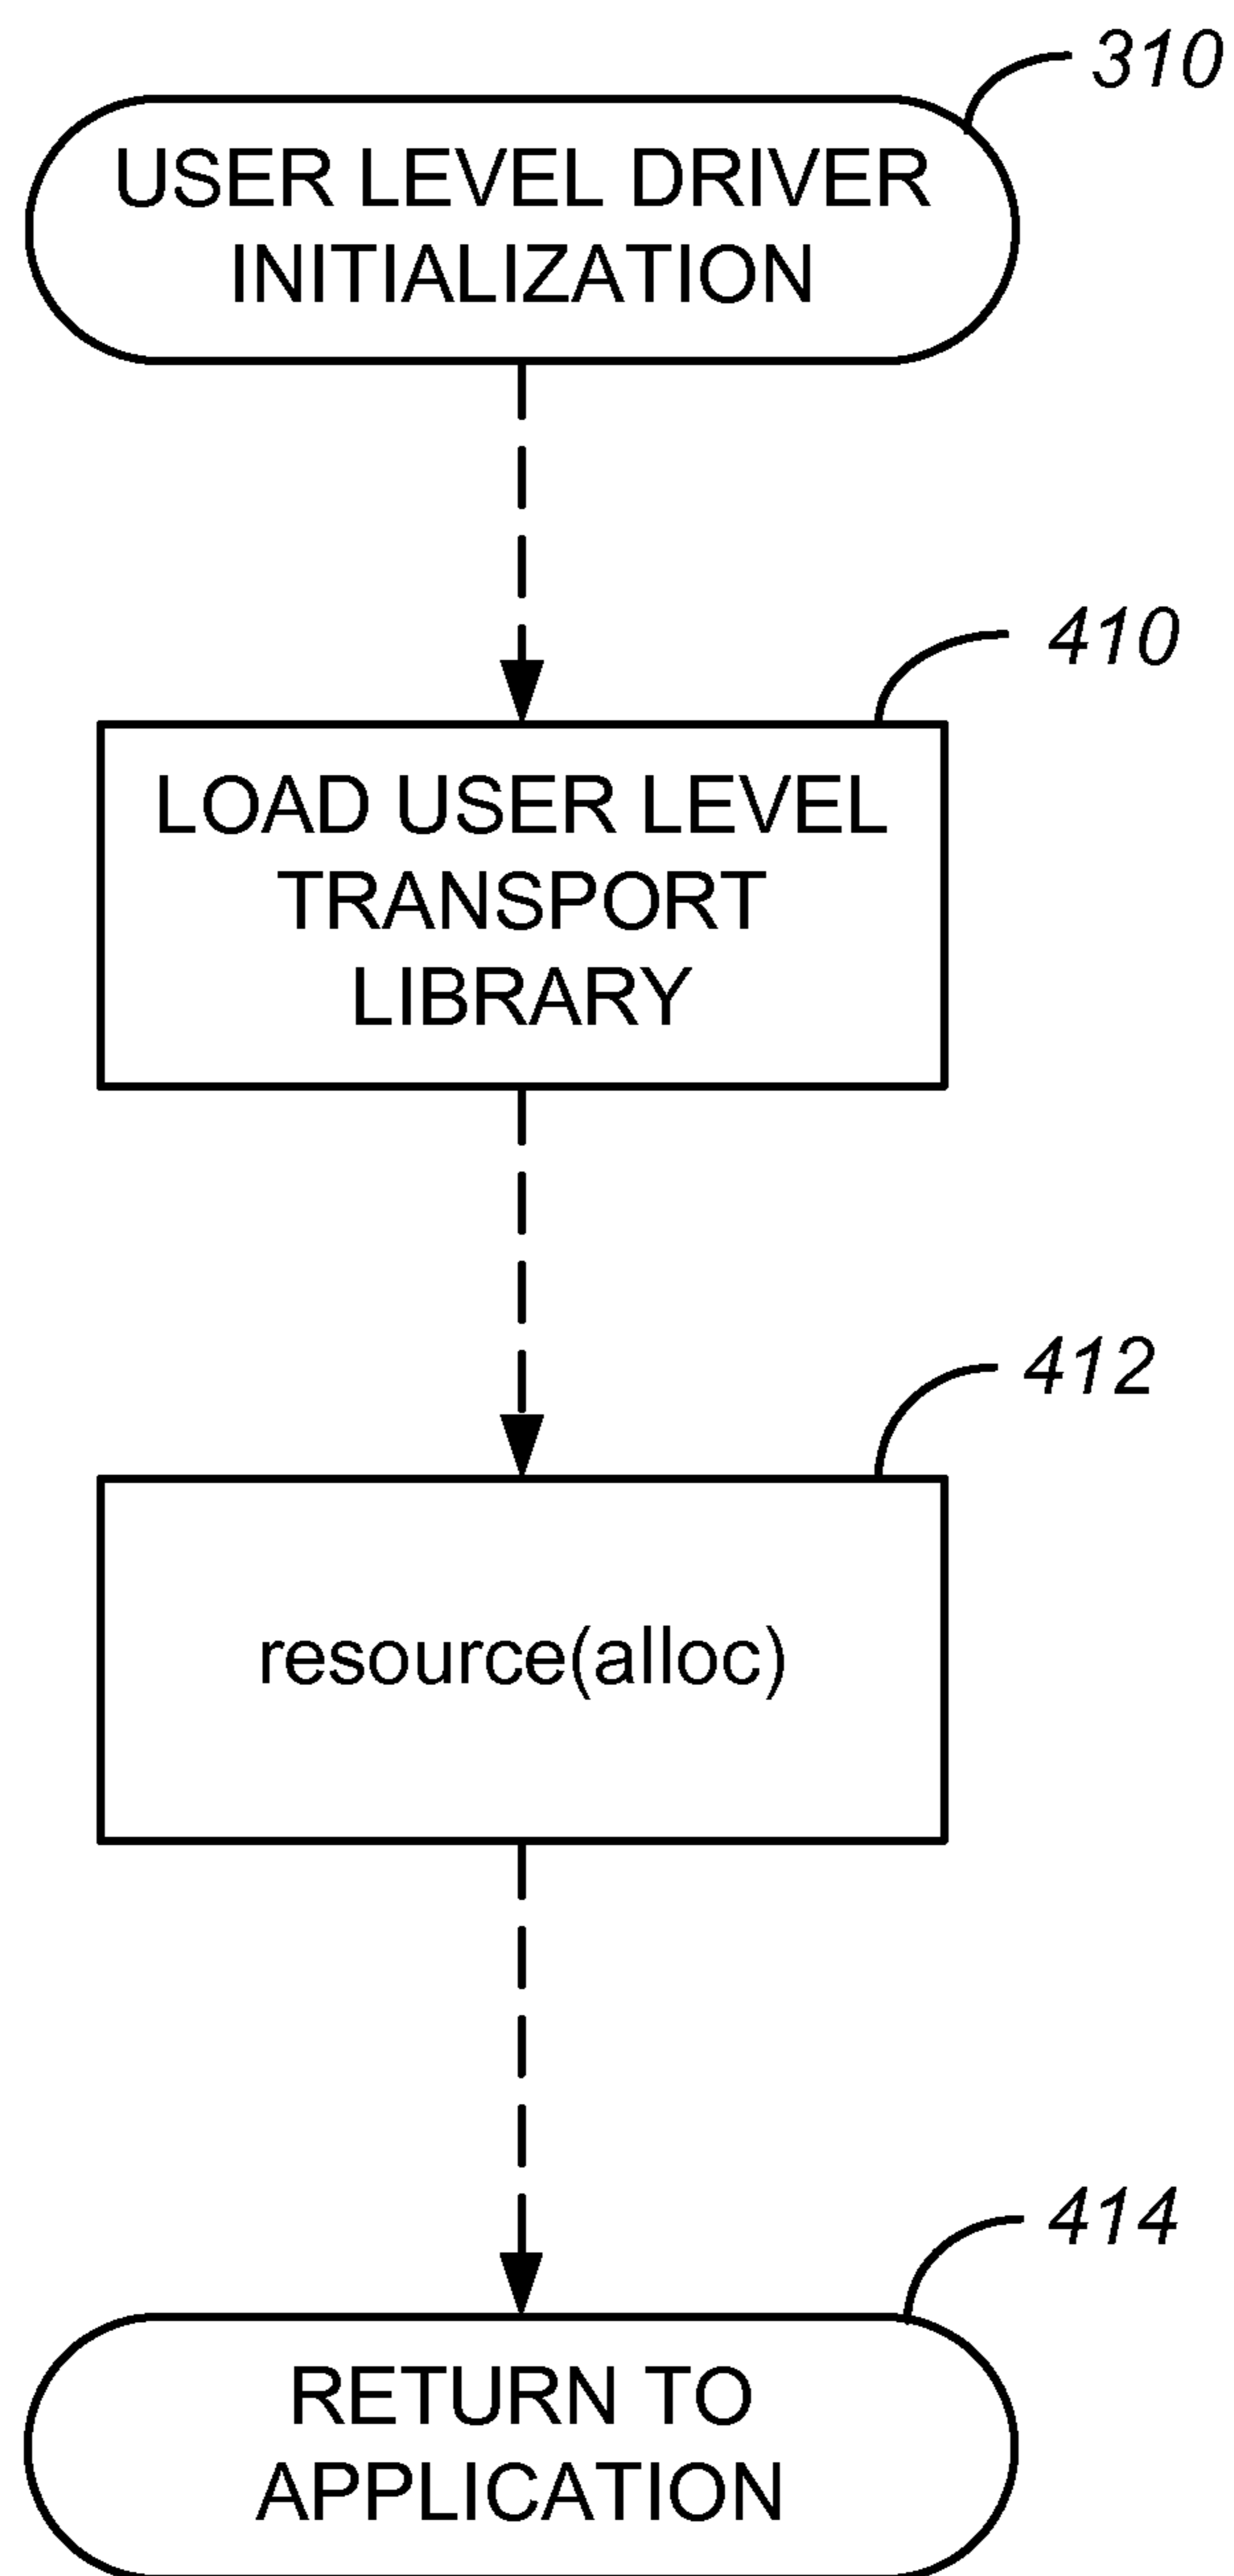 310
USER LEVEL DRIVER
INITIALIZATION
410
LOAD USER LEVEL
TRANSPORT
LIBRARY
412
resource(alloc)
414
RETURN TO
APPLICATION